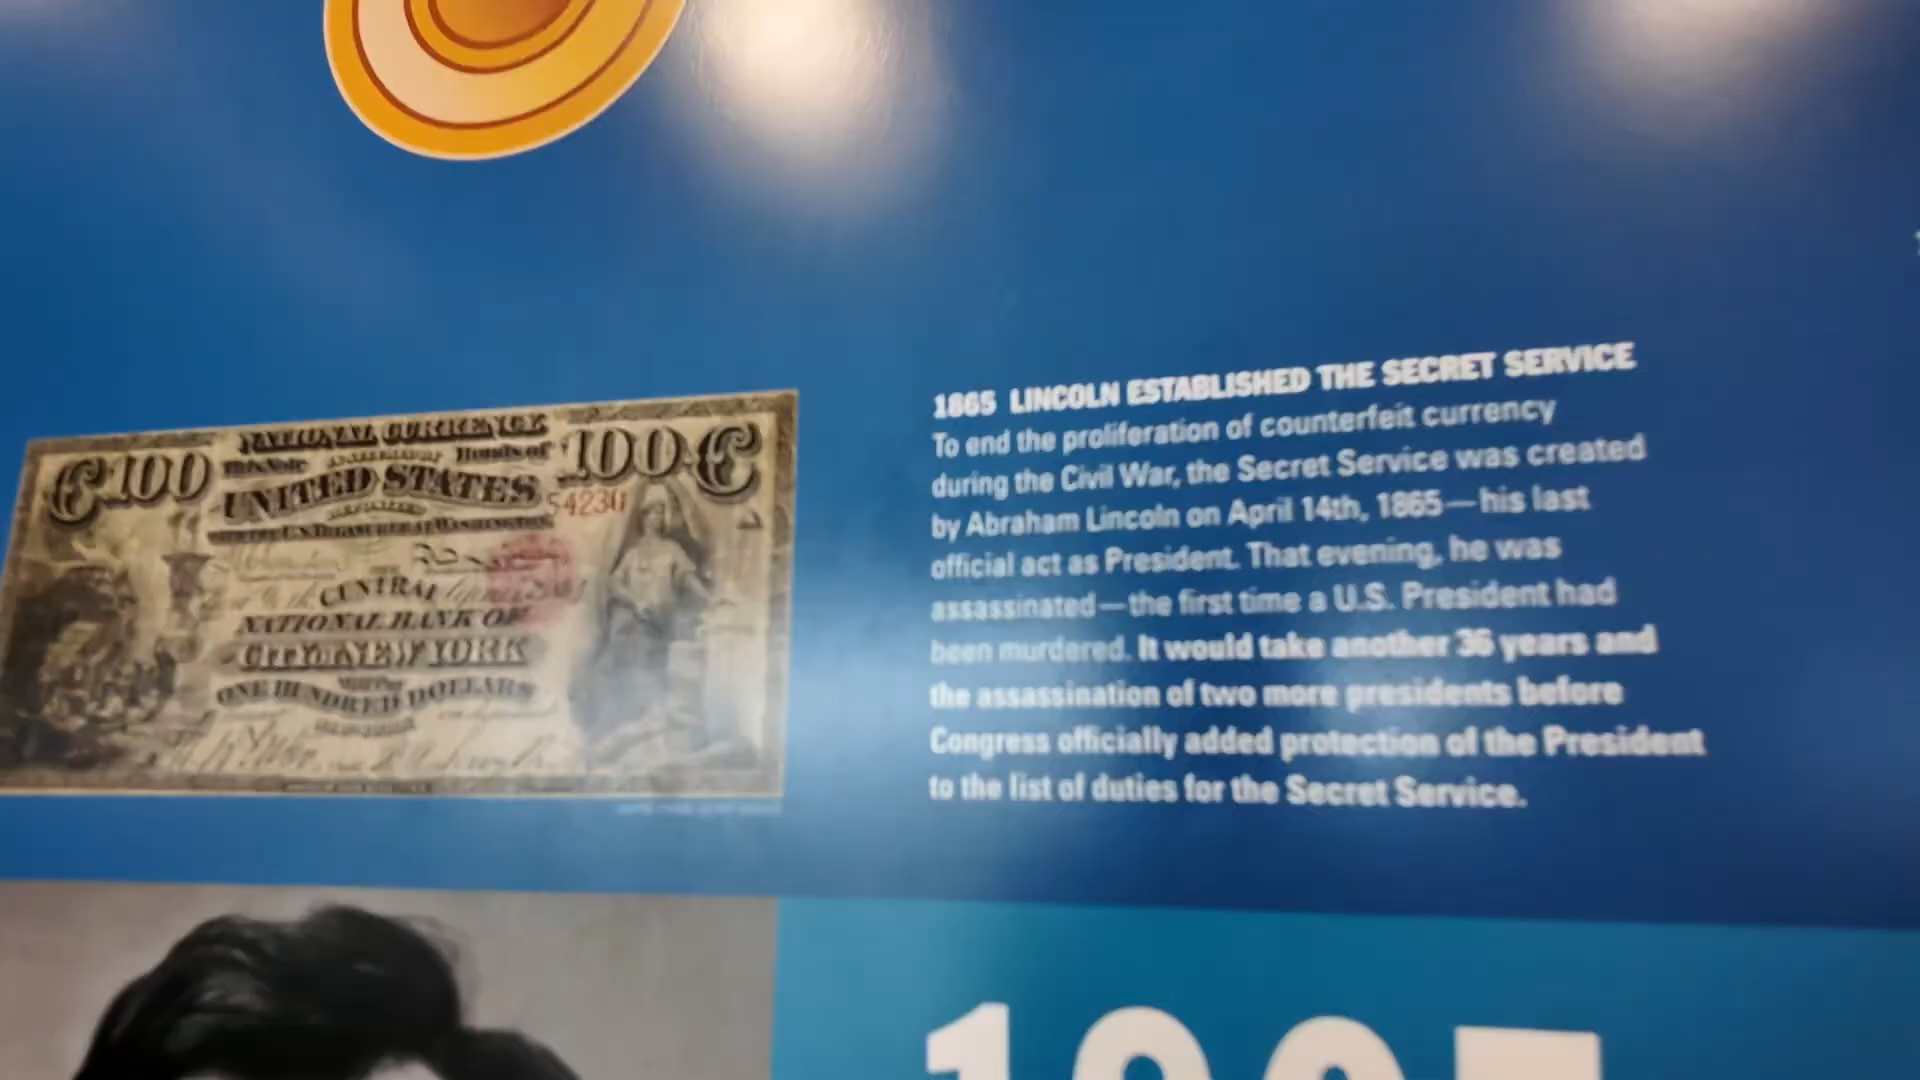 NATIONAL CURRENCY
This Note
Bonds of
100
100
UNITED STATES
54230
CENTRAL
NATIONAL BANK OF
CITY OF NEW YORK
ONE HUNDRED DOLLARS
1865 LINCOLN ESTABLISHED THE SECRET SERVICE
To end the proliferation of counterfeit currency
during the Civil War, the Secret Service was created
by Abraham Lincoln on April 14th, 1865—his last
official act as President. That evening, he was
assassinated—the first time a U.S. President had
been murdered. It would take another 36 years and
the assassination of two more presidents before
Congress officially added protection of the President
to the list of duties for the Secret Service.